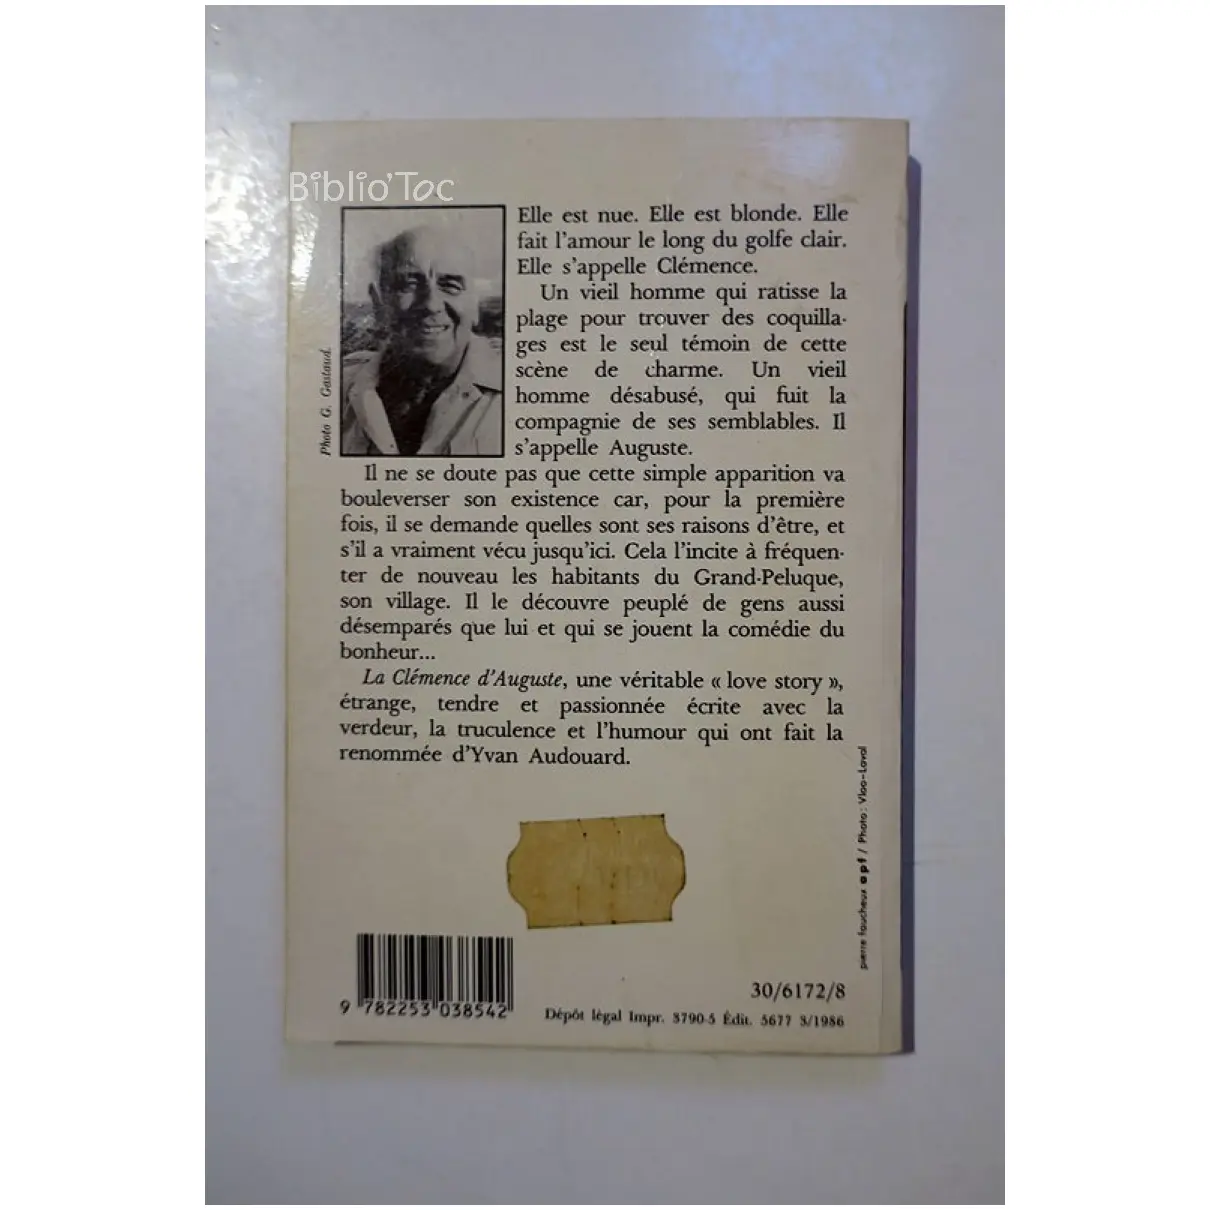 Biblio'Toc
Elle est nue. Elle est blonde. Elle
fait l'amour le long du golfe clair.
Elle s'appelle Clémence.
Un vieil homme qui ratisse la
plage pour trouver des coquilla-
ges est le seul témoin de cette
scène de charme. Un vieil
homme désabusé, qui fuit la
compagnie de ses semblables. Il
s'appelle Auguste.
Photo G. Gastaud.
Il ne se doute pas que cette simple apparition va
bouleverser son existence car, pour la première
fois, il se demande quelles sont ses raisons d'être, et
s'il a vraiment vécu jusqu'ici. Cela l'incite à fréquen-
ter de nouveau les habitants du Grand-Peluque,
son village. Il le découvre peuplé de gens aussi
désemparés que lui et qui se jouent la comédie du
bonheur...
La Clémence d'Auguste, une véritable « love story »,
étrange, tendre et passionnée écrite avec la
verdeur, la truculence et l'humour qui ont fait la
renommée d'Yvan Audouard.
pierre faucheux apf / Photo: Vloo-Laval
30/6172/8
9 782253 038542
Dépôt légal Impr. 3790-5 Édit. 5677 3/1986